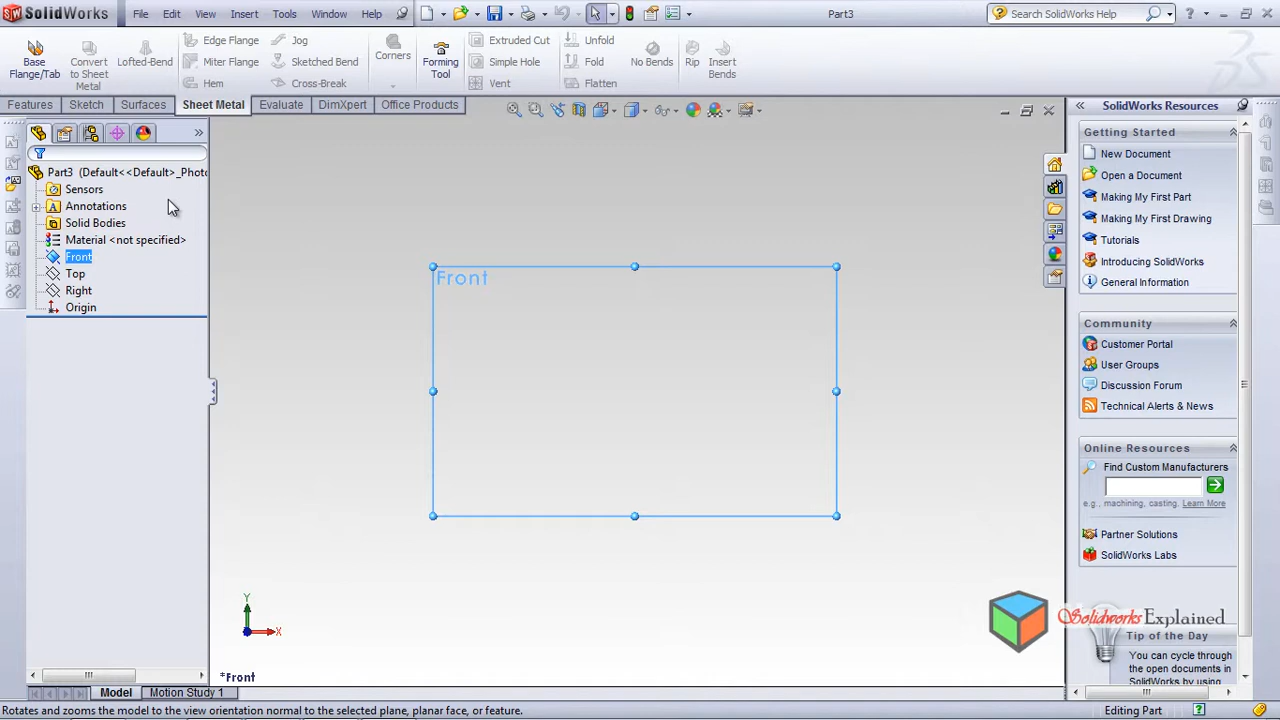 SolidWorks
File Edit View Insert Tools Window Help
Part3
Search SolidWorks Help
Base Flange/Tab
Convert to Sheet Metal
Lofted-Bend
Edge Flange
Miter Flange
Hem
Jog
Sketched Bend
Cross-Break
Corners
Forming Tool
Extruded Cut
Simple Hole
Vent
Unfold
Fold
Flatten
No Bends
Rip
Insert Bends
Features Sketch Surfaces Sheet Metal Evaluate DimXpert Office Products
Part3 (Default<<Default>_Photo
Sensors
Annotations
Solid Bodies
Material <not specified>
Front
Top
Right
Origin
Front
Y
X
*Front
SolidWorks Resources
Getting Started
New Document
Open a Document
Making My First Part
Making My First Drawing
Tutorials
Introducing SolidWorks
General Information
Community
Customer Portal
User Groups
Discussion Forum
Technical Alerts & News
Online Resources
Find Custom Manufacturers
e.g., machining, casting. Learn More
Partner Solutions
SolidWorks Labs
Solidworks Explained
Tip of the Day
You can cycle through
the open documents in
SolidWorks by using
Model Motion Study 1
Rotates and zooms the model to the view orientation normal to the selected plane, planar face, or feature.
Editing Part